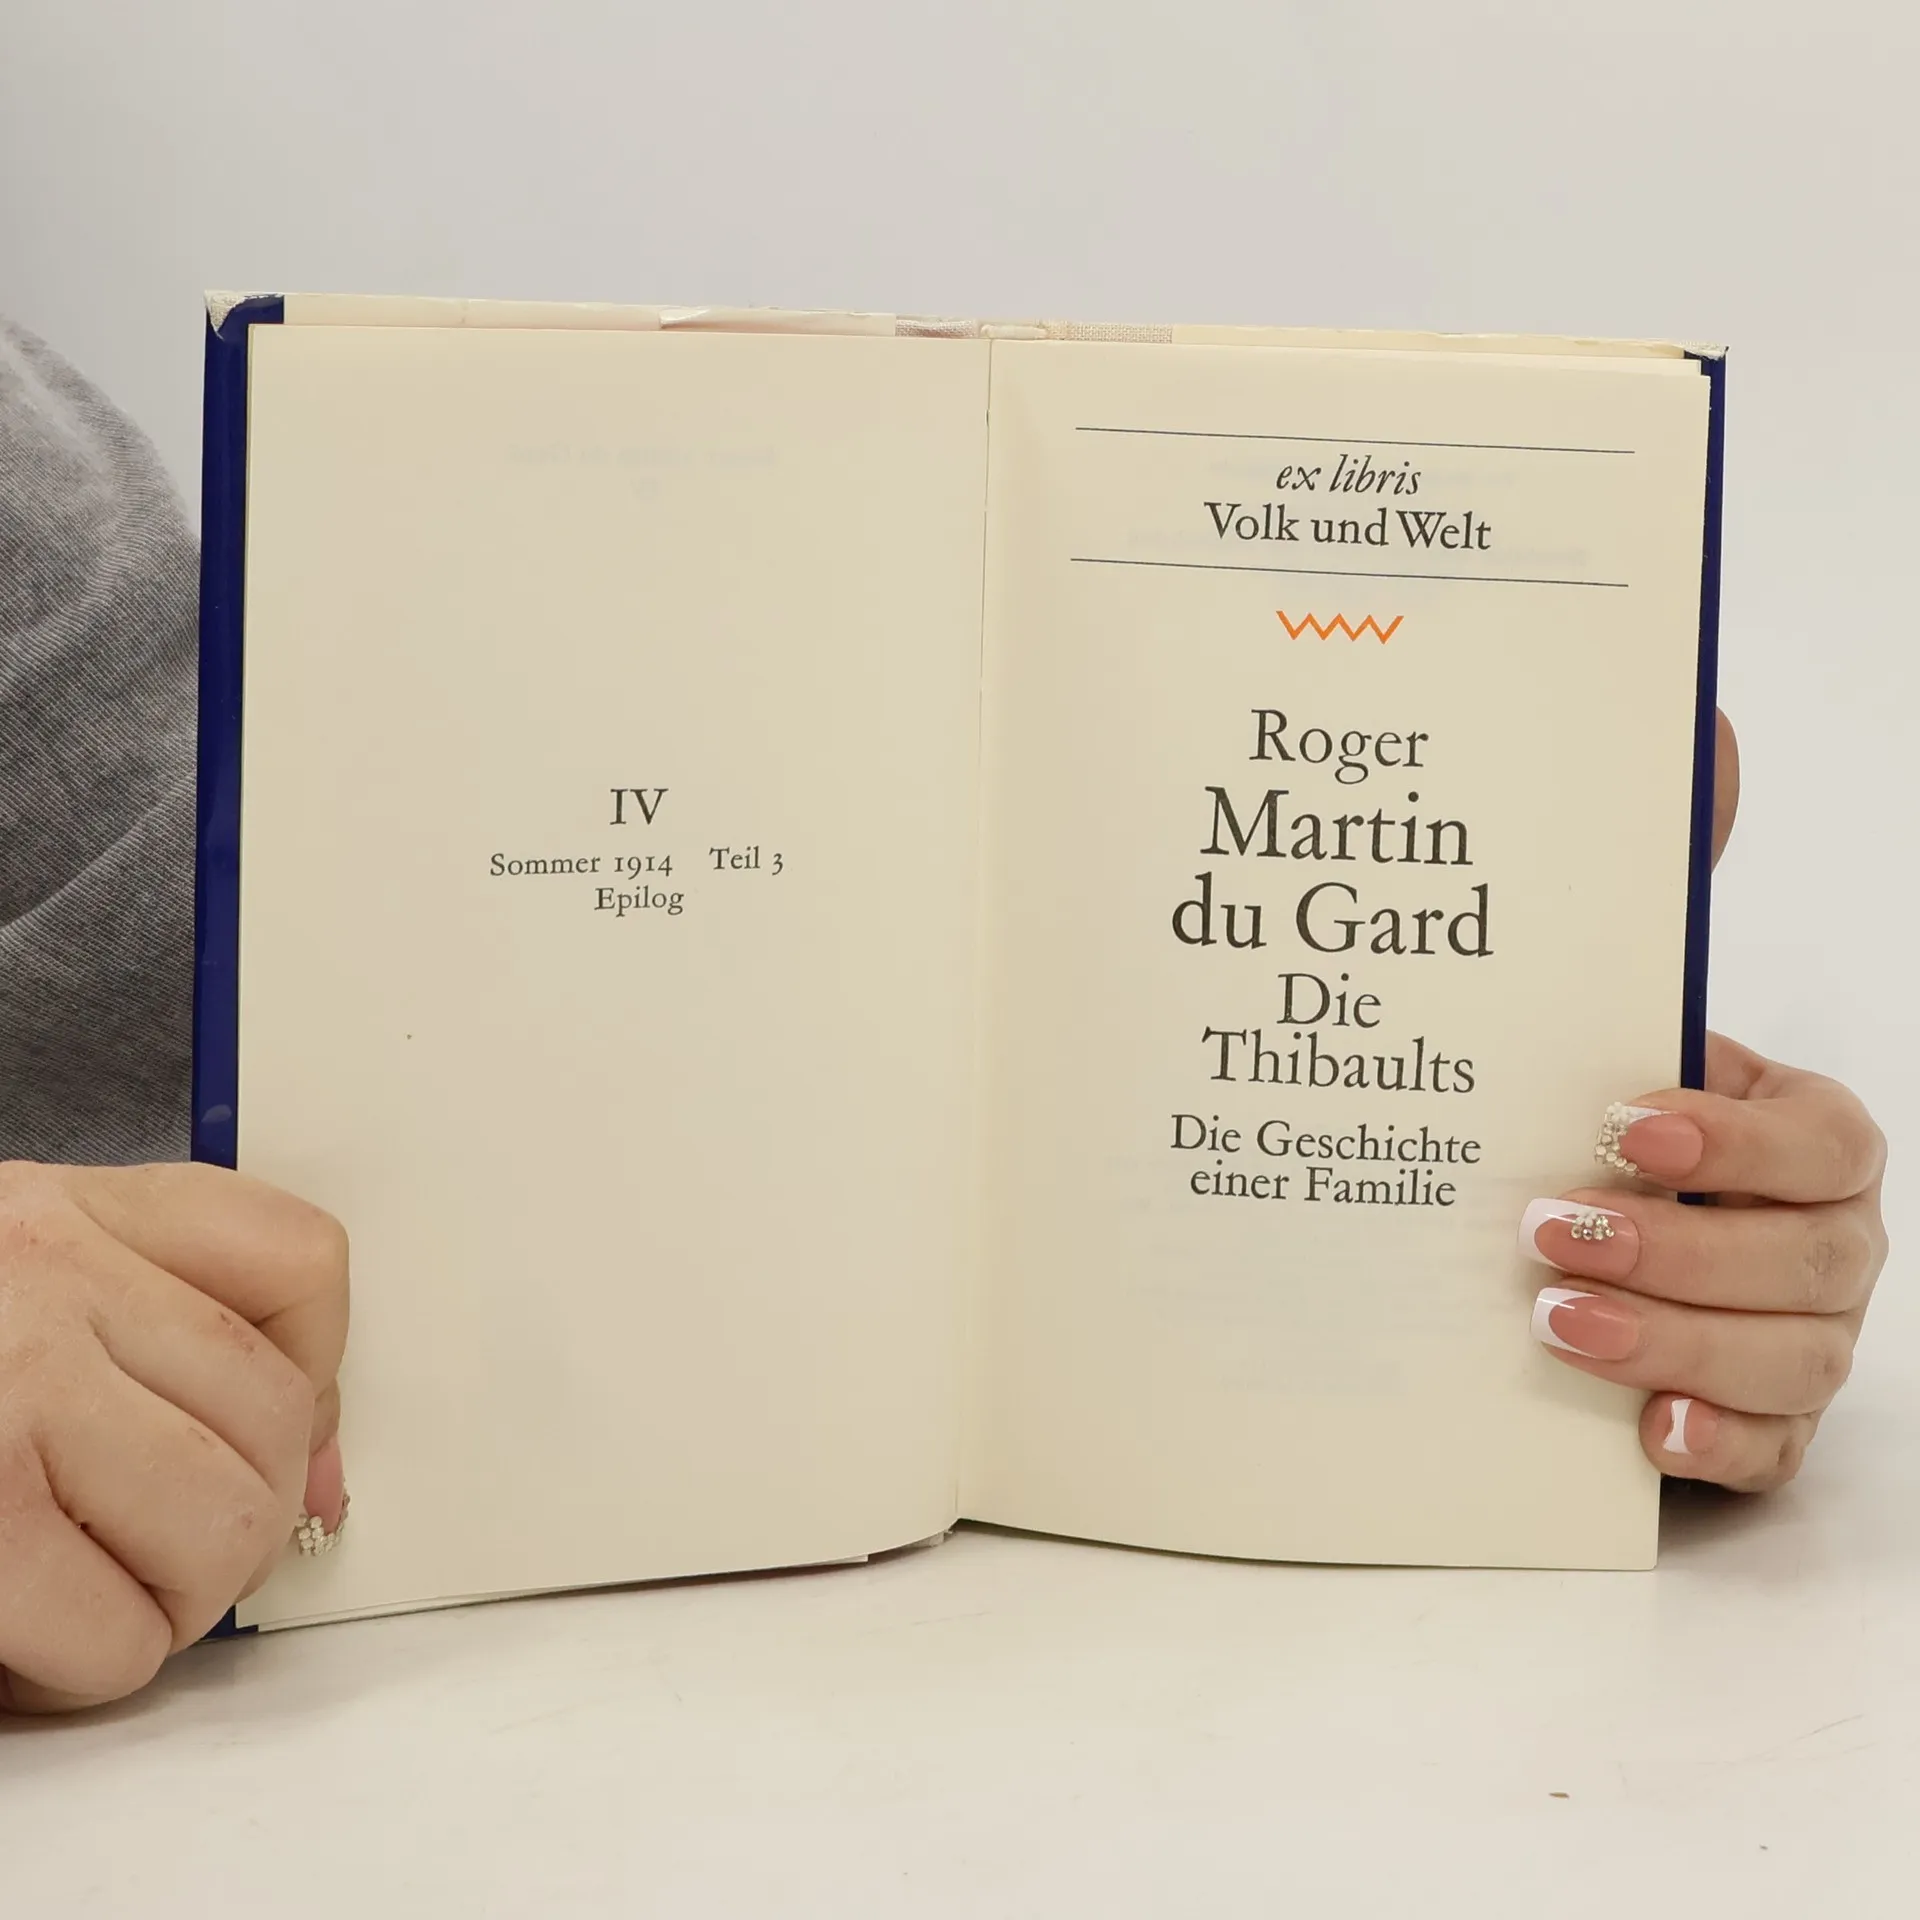 IV
Sommer 1914 Teil 3
Epilog
ex libris
Volk und Welt
Roger
Martin
du Gard
Die
Thibaults
Die Geschichte
einer Familie